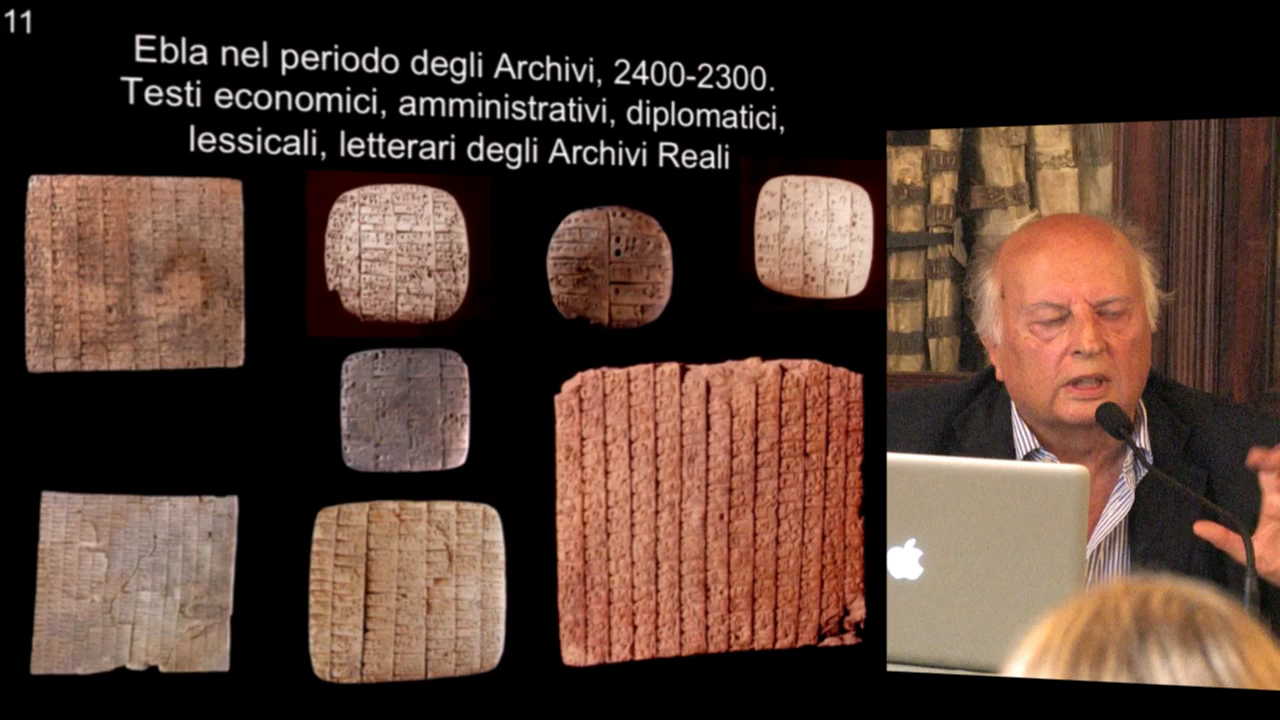 11
Ebla nel periodo degli Archivi, 2400-2300.
Testi economici, amministrativi, diplomatici,
lessicali, letterari degli Archivi Reali